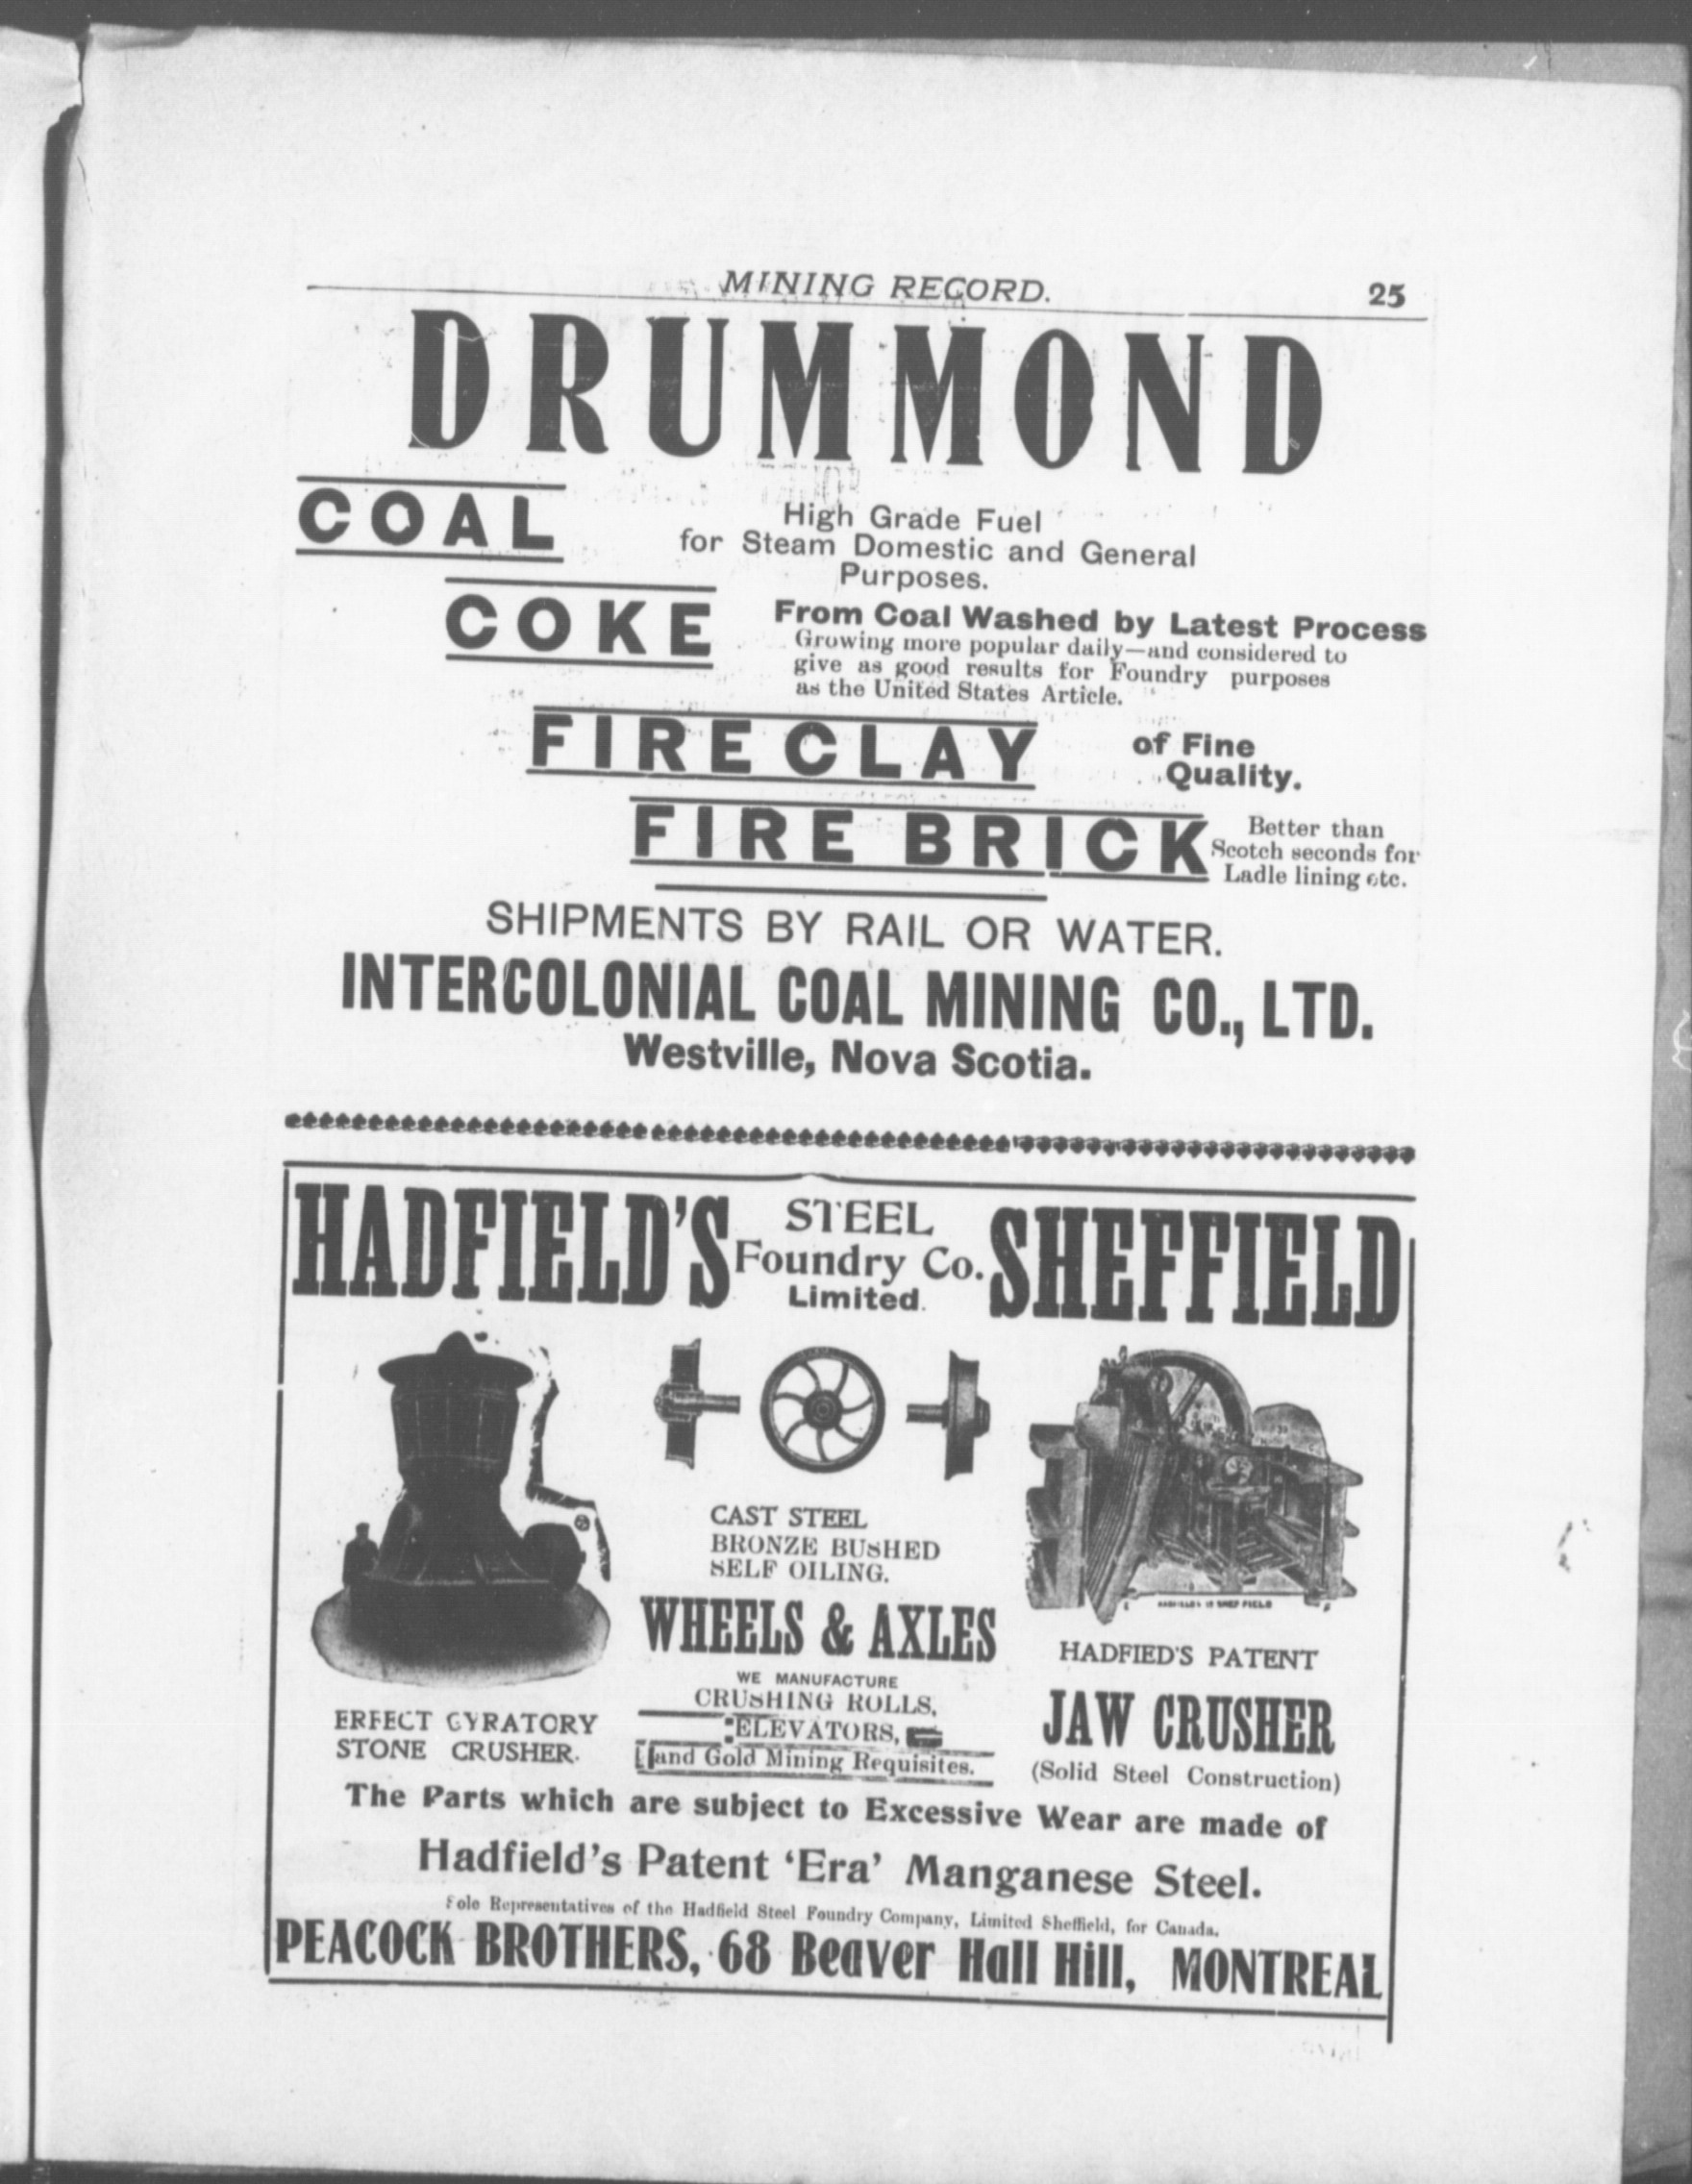 MINING RECORD. 25
DRUMMOND
COAL
High Grade Fuel
for Steam Domestic and General
Purposes.
COKE
From Coal Washed by Latest Process
Growing more popular daily—and considered to
give as good results for Foundry purposes
as the United States Article.
FIRECLAY
of Fine
Quality.
FIRE BRICK
Better than
Scotch seconds for
Ladle lining etc.
SHIPMENTS BY RAIL OR WATER.
INTERCOLONIAL COAL MINING CO., LTD.
Westville, Nova Scotia.
HADFIELD'S STEEL
Foundry Co.
Limited.
SHEFFIELD
CAST STEEL
BRONZE BUSHED
SELF OILING.
WHEELS & AXLES
WE MANUFACTURE
CRUSHING ROLLS,
ELEVATORS,
and Gold Mining Requisites.
ERFECT GYRATORY
STONE CRUSHER.
HADFIELD'S SHEFFIELD
HADFIED'S PATENT
JAW CRUSHER
(Solid Steel Construction)
The Parts which are subject to Excessive Wear are made of
Hadfield's Patent 'Era' Manganese Steel.
Sole Representatives of the Hadfield Steel Foundry Company, Limited Sheffield, for Canada.
PEACOCK BROTHERS, 68 Beaver Hall Hill, MONTREAL